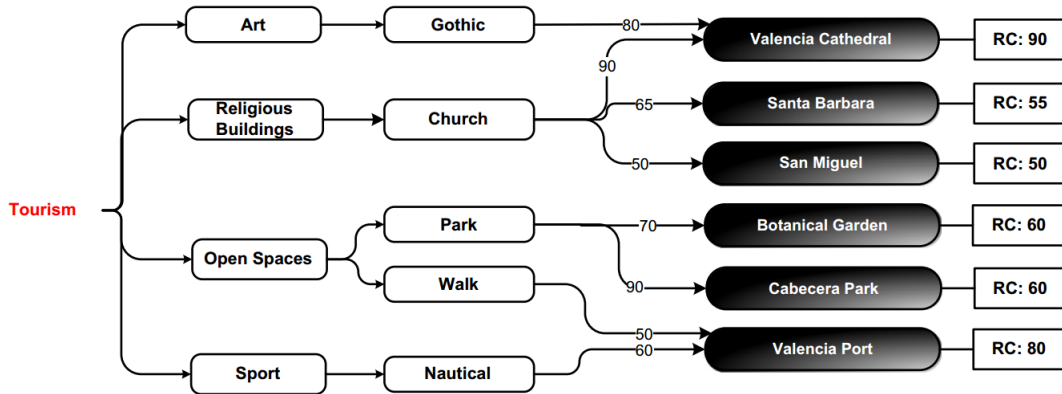 Art
Gothic
80
Valencia Cathedral
RC: 90
90
Religious
Buildings
Church
65
Santa Barbara
RC: 55
50
San Miguel
RC: 50
Tourism
Open Spaces
Park
70
Botanical Garden
RC: 60
Walk
90
Cabecera Park
RC: 60
50
60
Valencia Port
RC: 80
Sport
Nautical